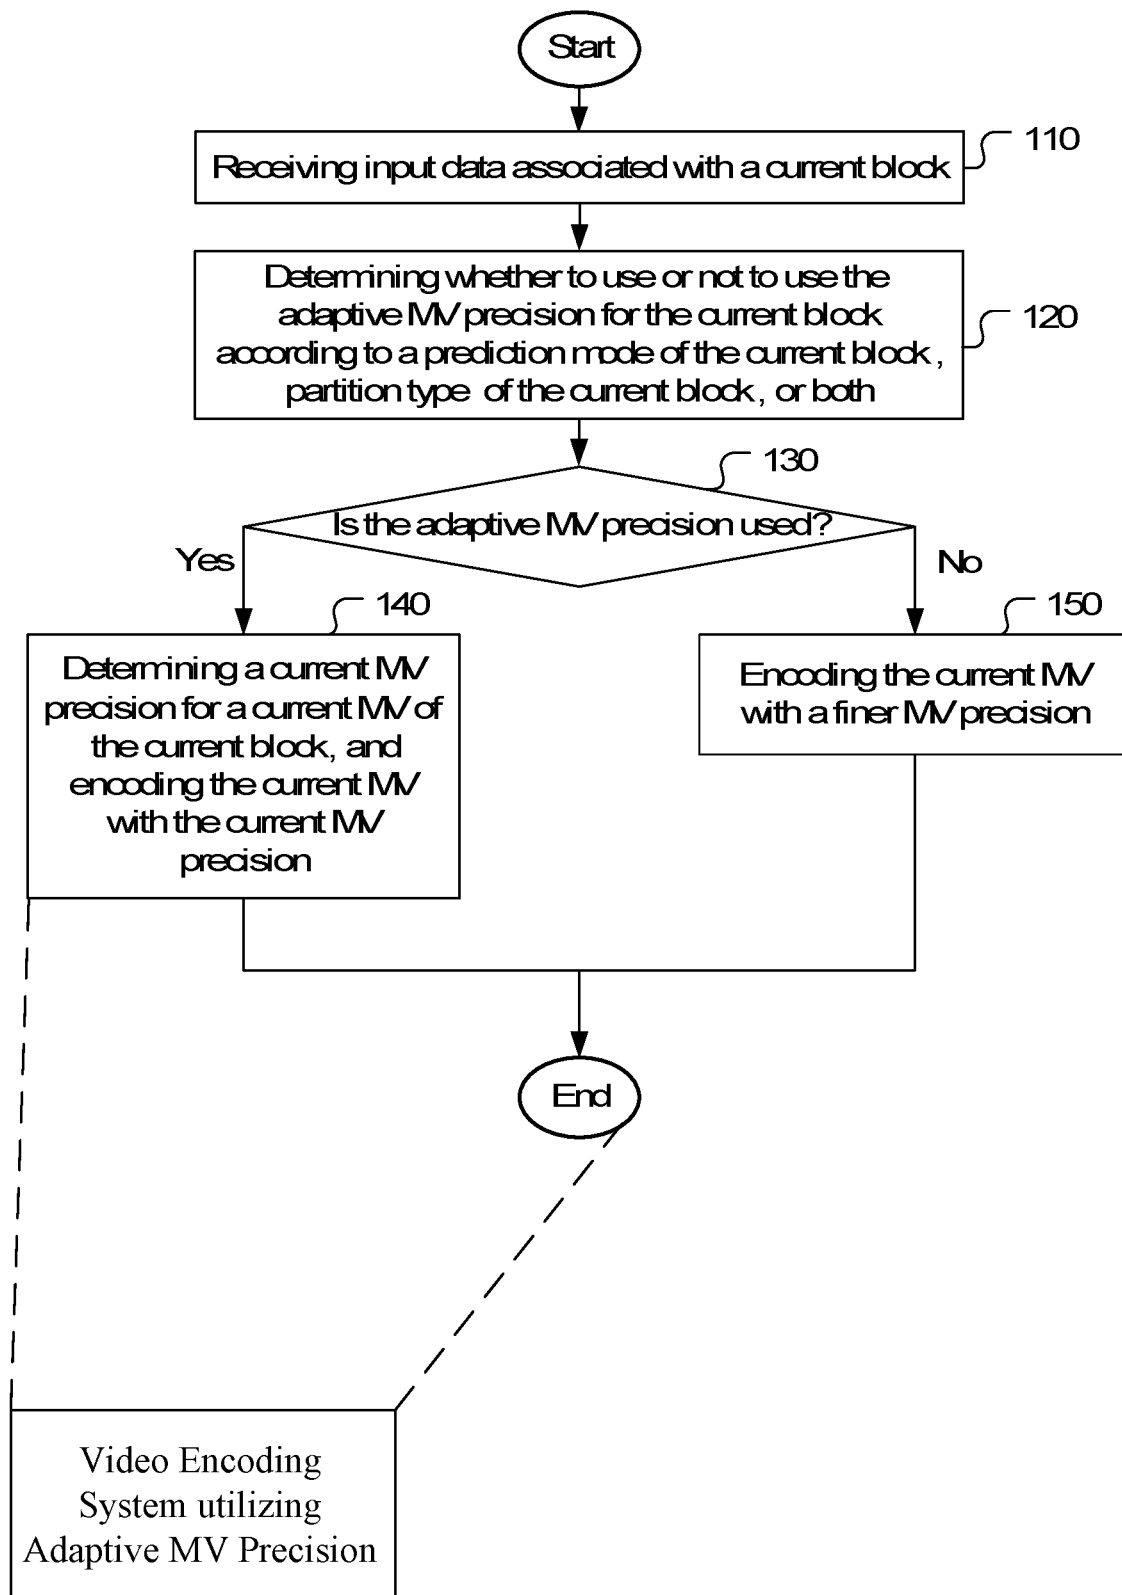 Start
110
Receiving input data associated with a current block
Determining whether to use or not to use the
adaptive MV precision for the current block
according to a prediction mode of the current block,
partition type of the current block, or both
120
130
Is the adaptive MV precision used?
Yes
No
140
150
Determining a current MV
precision for a current MV of
the current block, and
encoding the current MV
with the current MV
precision
Encoding the current MV
with a finer MV precision
End
Video Encoding
System utilizing
Adaptive MV Precision